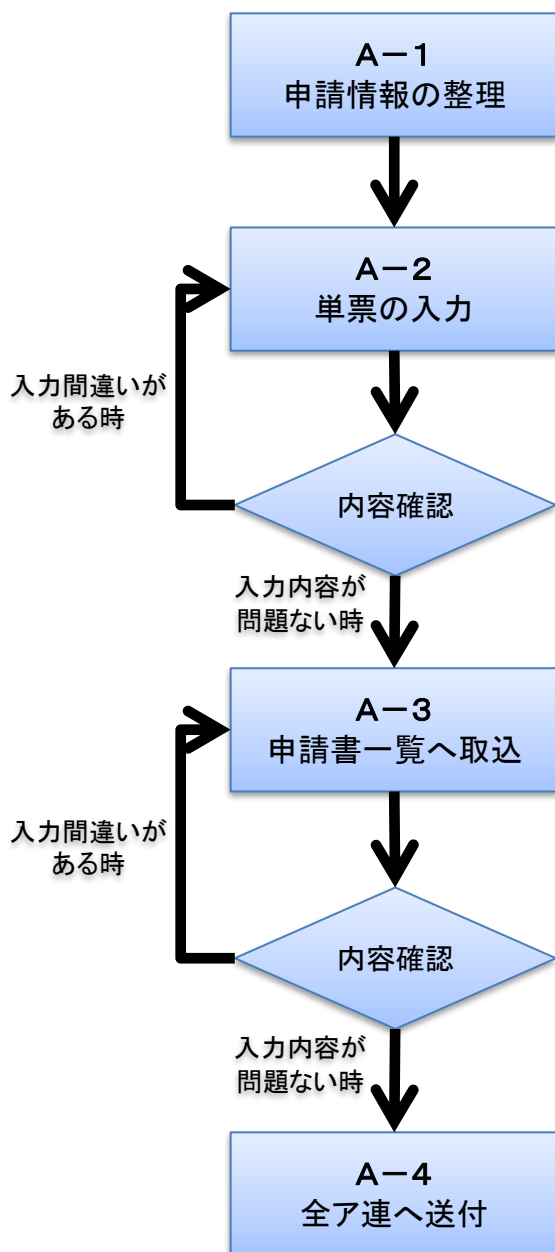 A－1
申請情報の整理
A－2
単票の入力
入力間違いが
ある時
内容確認
入力内容が
問題ない時
A－3
申請書一覧へ取込
入力間違いが
ある時
内容確認
入力内容が
問題ない時
A－4
全ア連へ送付